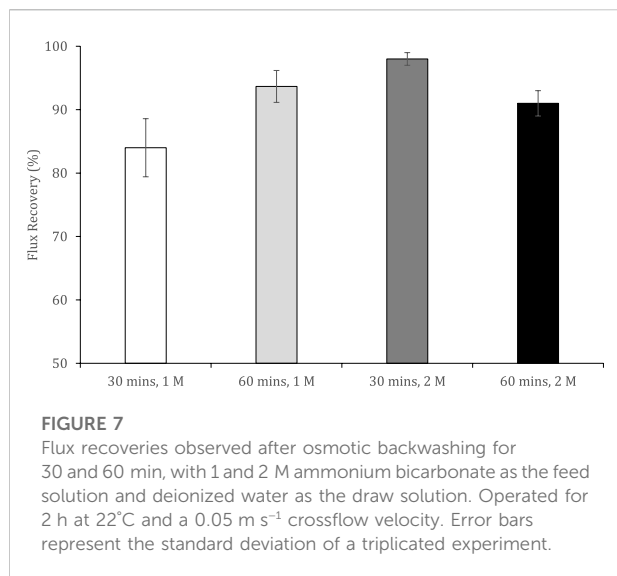 100
90
80
70
60
50
Flux Recovery (%)
30 mins, 1 M 60 mins, 1 M 30 mins, 2 M 60 mins, 2 M
FIGURE 7
Flux recoveries observed after osmotic backwashing for
30 and 60 min, with 1 and 2 M ammonium bicarbonate as the feed
solution and deionized water as the draw solution. Operated for
2 h at 22°C and a 0.05 m s⁻¹ crossflow velocity. Error bars
represent the standard deviation of a triplicated experiment.